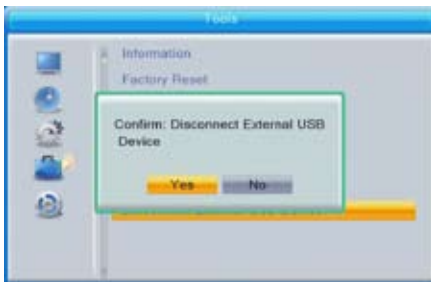 Tools
Information
Factory Reset
Confirm: Disconnect External USB
Device
Yes
No